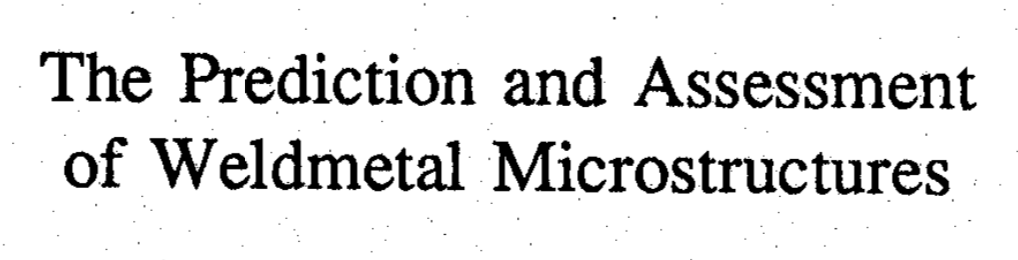 The Prediction and Assessment
of Weldmetal Microstructures